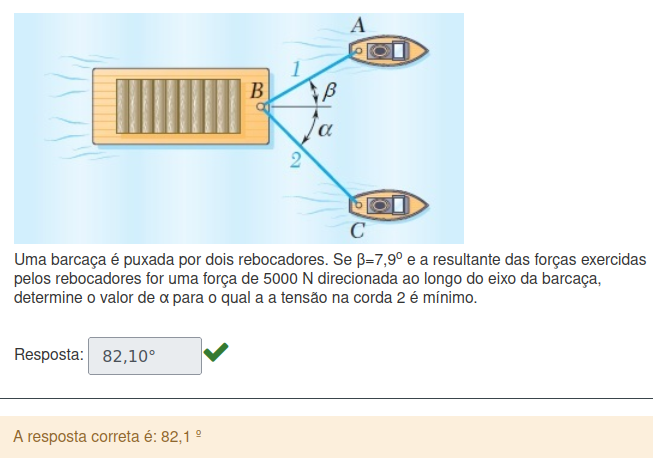 A
1
B
β
α
2
C
Uma barcaça é puxada por dois rebocadores. Se β=7,9º e a resultante das forças exercidas
pelos rebocadores for uma força de 5000 N direcionada ao longo do eixo da barcaça,
determine o valor de α para o qual a a tensão na corda 2 é mínimo.
Resposta: 82,10°
A resposta correta é: 82,1 º